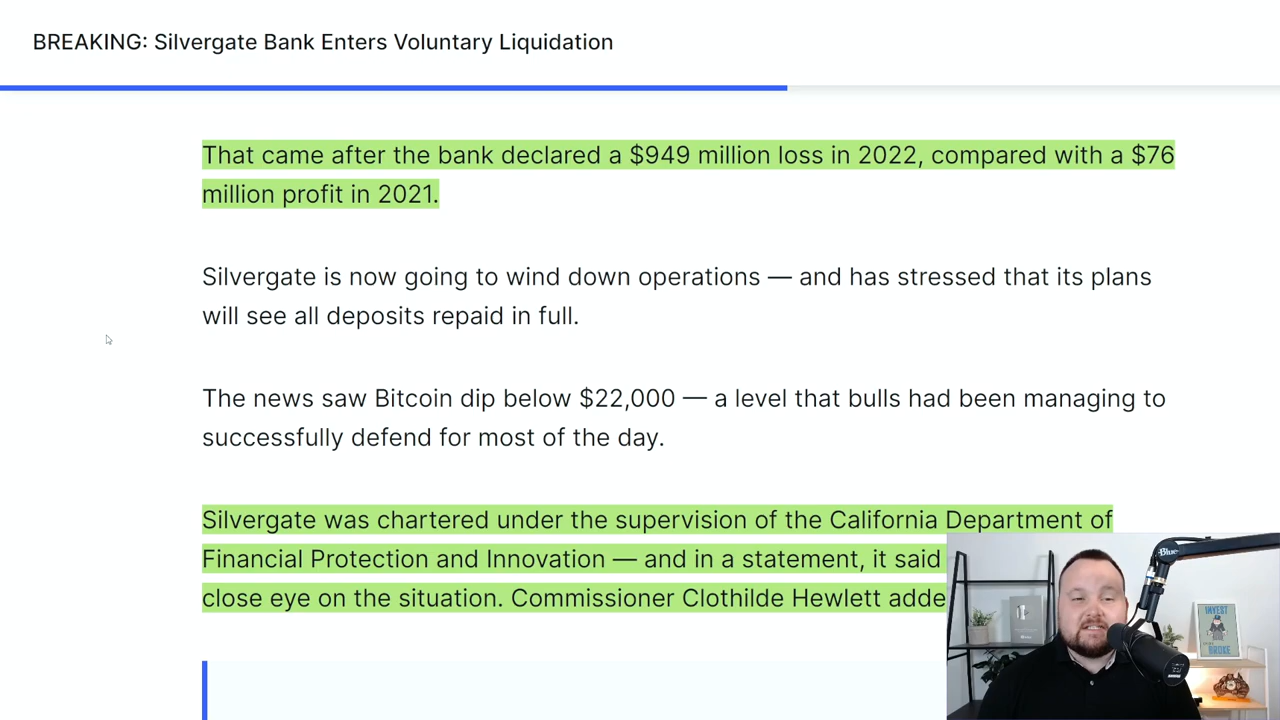 BREAKING: Silvergate Bank Enters Voluntary Liquidation
That came after the bank declared a $949 million loss in 2022, compared with a $76
million profit in 2021.
Silvergate is now going to wind down operations — and has stressed that its plans
will see all deposits repaid in full.
The news saw Bitcoin dip below $22,000 — a level that bulls had been managing to
successfully defend for most of the day.
Silvergate was chartered under the supervision of the California Department of
Financial Protection and Innovation — and in a statement, it said
close eye on the situation. Commissioner Clothilde Hewlett adde
Blue
INVEST
BROKE